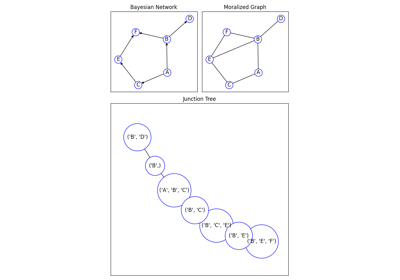 Bayesian Network
Moralized Graph
D
F
B
E
A
C
D
F
B
E
A
C
Junction Tree
('B', 'D')
('B',)
('A', 'B', 'C')
('B', 'C')
('B', 'C', 'E')
('B', 'E')
('B', 'E', 'F')